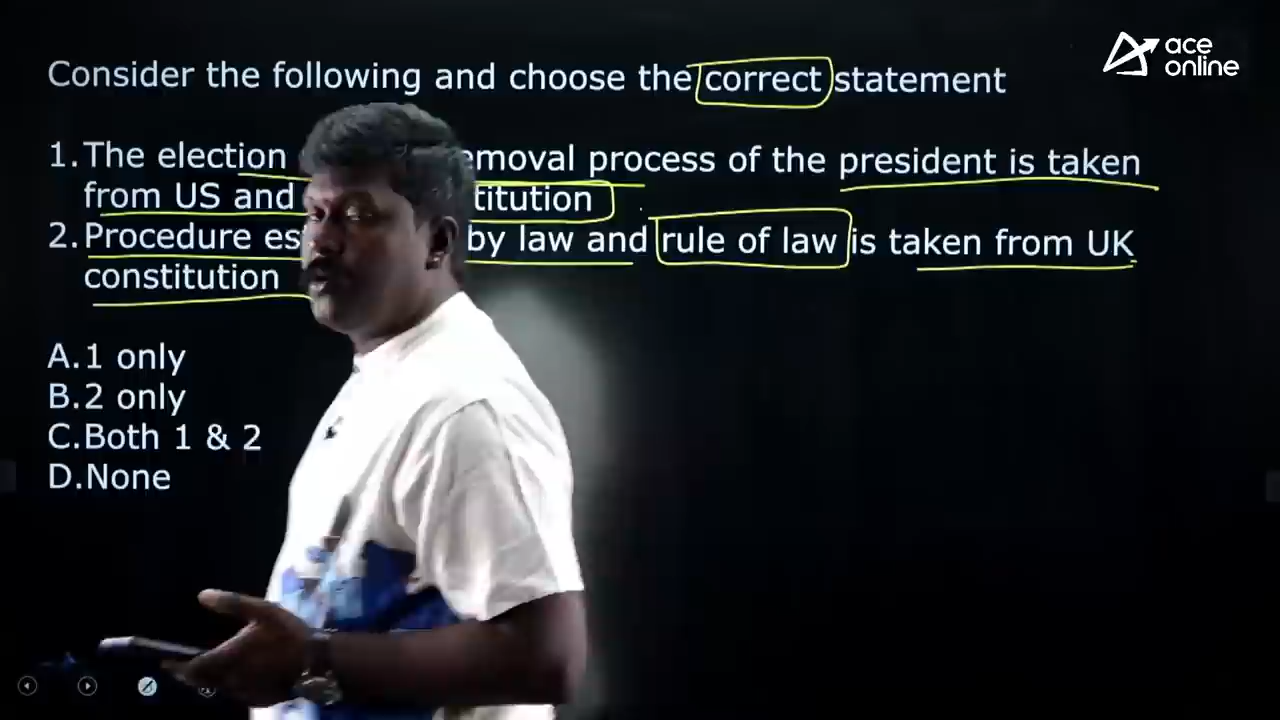 ace
online
Consider the following and choose the correct statement
1. The election emoval process of the president is taken
from US and titution
2. Procedure es by law and rule of law is taken from UK
constitution
A. 1 only
B. 2 only
C. Both 1 & 2
D. None